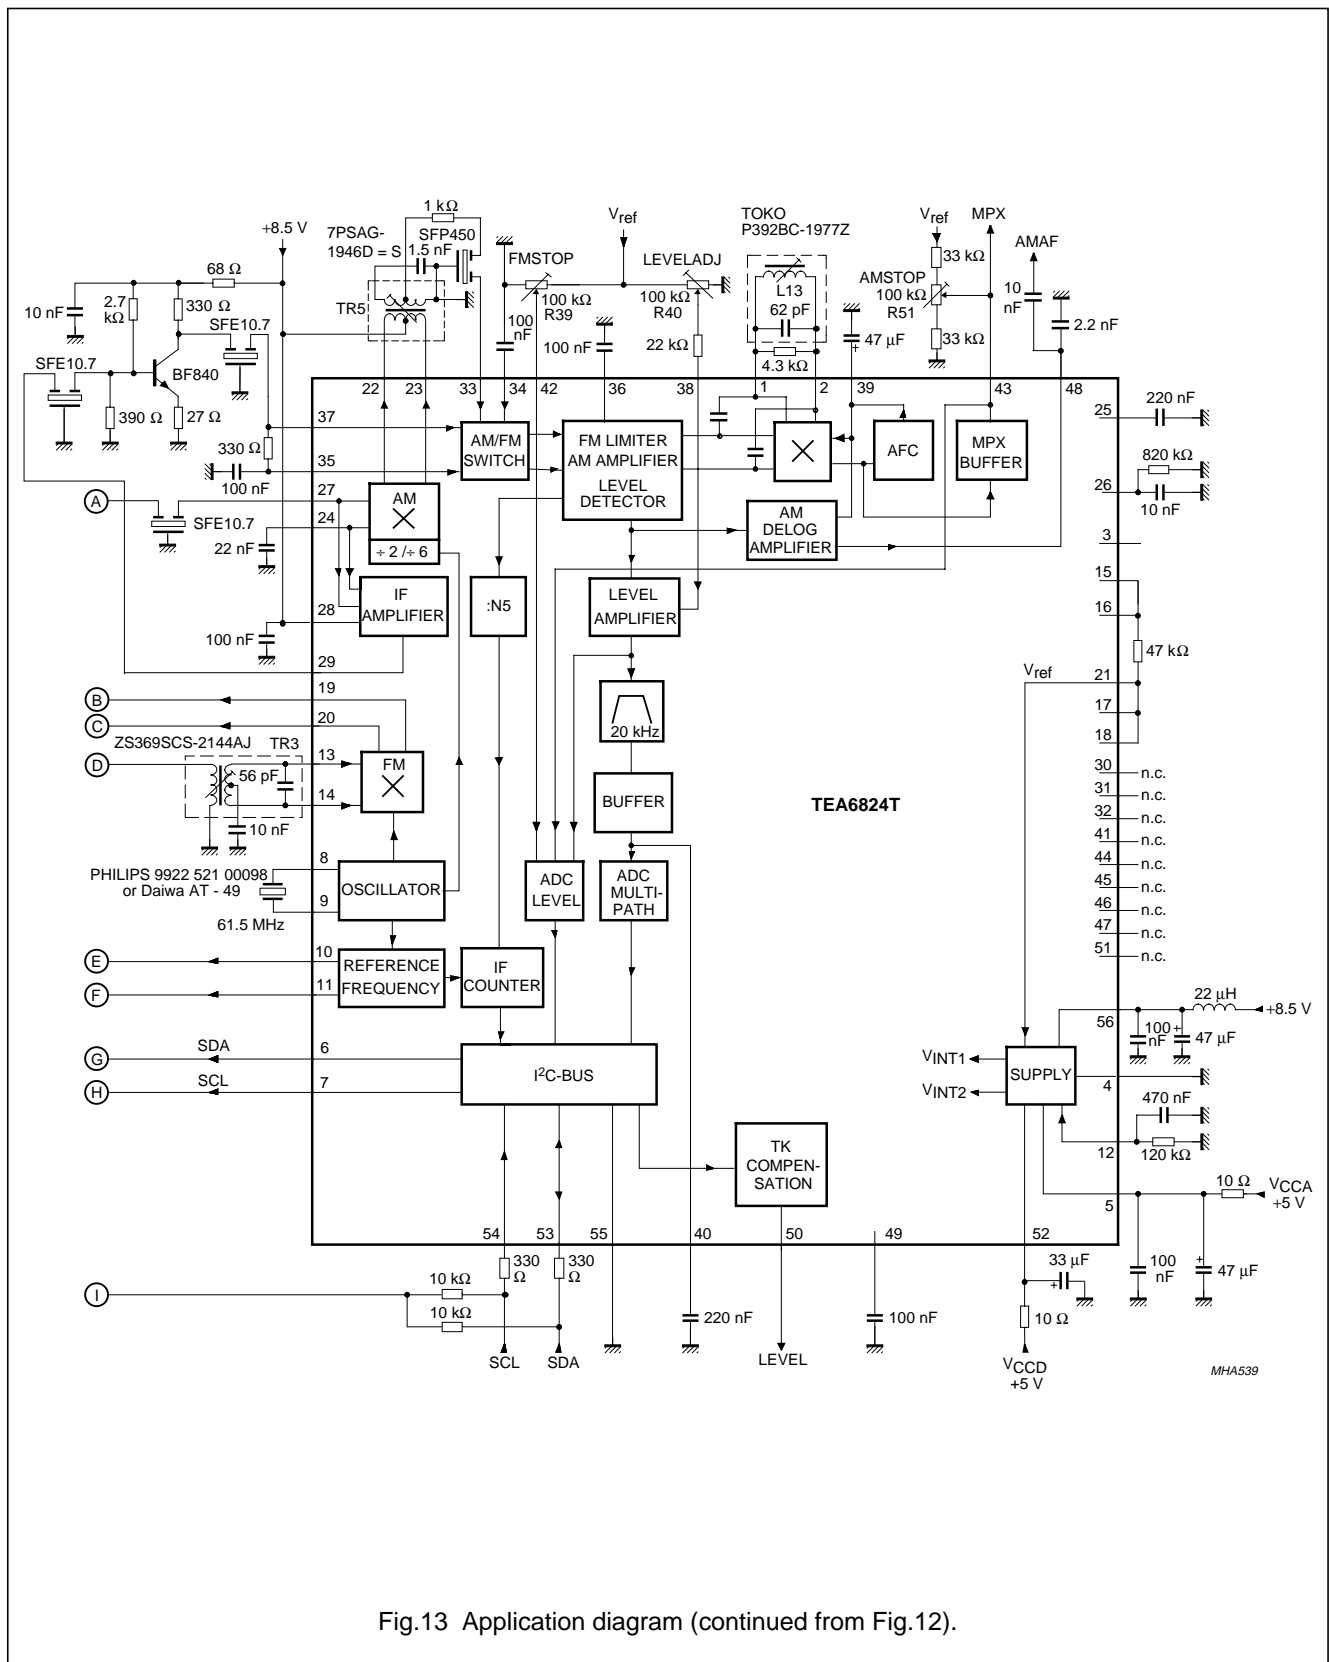 +8.5 V
68 Ω
10 nF
2.7
kΩ
330 Ω
SFE10.7
SFE10.7
BF840
390 Ω
27 Ω
330 Ω
100 nF
7PSAG-
1946D = S
1 kΩ
SFP450
1.5 nF
TR5
FMSTOP
100 kΩ
R39
100
nF
Vref
LEVELADJ
100 kΩ
R40
22 kΩ
100 nF
TOKO
P392BC-1977Z
L13
62 pF
4.3 kΩ
47 µF
Vref
33 kΩ
AMSTOP
100 kΩ
R51
33 kΩ
MPX
AMAF
10
nF
2.2 nF
22
23
33
34
42
36
38
1
2
39
43
48
37
35
27
24
28
29
19
20
13
14
8
9
10
11
6
7
A
SFE10.7
22 nF
100 nF
B
C
ZS369SCS-2144AJ
TR3
D
56 pF
10 nF
PHILIPS 9922 521 00098
or Daiwa AT - 49
61.5 MHz
E
F
G
SDA
H
SCL
AM/FM
SWITCH
FM LIMITER
AM AMPLIFIER
LEVEL
DETECTOR
AFC
MPX
BUFFER
AM
÷ 2 /÷ 6
AM
DELOG
AMPLIFIER
IF
AMPLIFIER
:N5
LEVEL
AMPLIFIER
20 kHz
BUFFER
FM
TEA6824T
OSCILLATOR
ADC
LEVEL
ADC
MULTI-
PATH
REFERENCE
FREQUENCY
IF
COUNTER
I²C-BUS
TK
COMPEN-
SATION
VINT1
VINT2
SUPPLY
25
220 nF
26
820 kΩ
10 nF
3
15
16
47 kΩ
Vref
21
17
18
30 n.c.
31 n.c.
32 n.c.
41 n.c.
44 n.c.
45 n.c.
46 n.c.
47 n.c.
51 n.c.
22 µH
+8.5 V
56
100
nF
+
47 µF
4
470 nF
12
120 kΩ
10 Ω
VCCA
+5 V
5
100
nF
+
47 µF
54
53
55
40
50
49
52
330
Ω
330
Ω
I
10 kΩ
10 kΩ
SCL
SDA
220 nF
LEVEL
100 nF
33 µF
+
10 Ω
VCCD
+5 V
MHA539
Fig.13 Application diagram (continued from Fig.12).